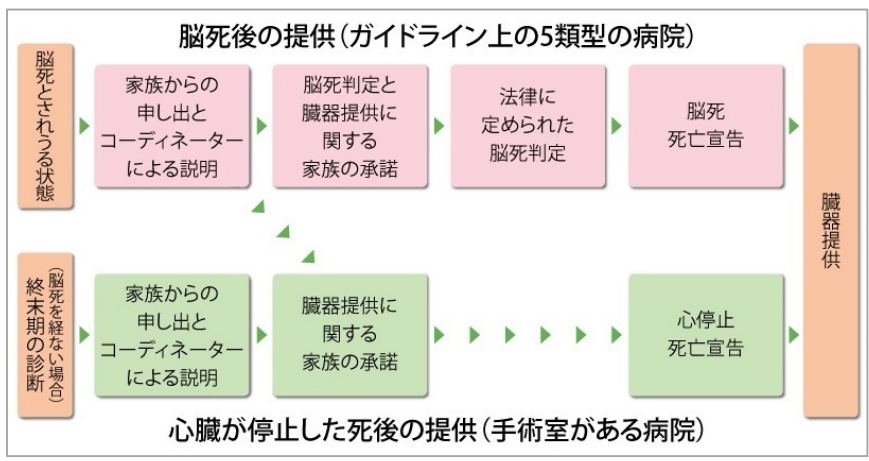 脳死後の提供(ガイドライン上の5類型の病院)
脳死とされうる状態
家族からの
申し出と
コーディネーター
による説明
脳死判定と
臓器提供に
関する
家族の承諾
法律に
定められた
脳死判定
脳死
死亡宣告
臓器提供
(脳死を経ない場合)
終末期の診断
家族からの
申し出と
コーディネーター
による説明
臓器提供に
関する
家族の承諾
心停止
死亡宣告
心臓が停止した死後の提供(手術室がある病院)